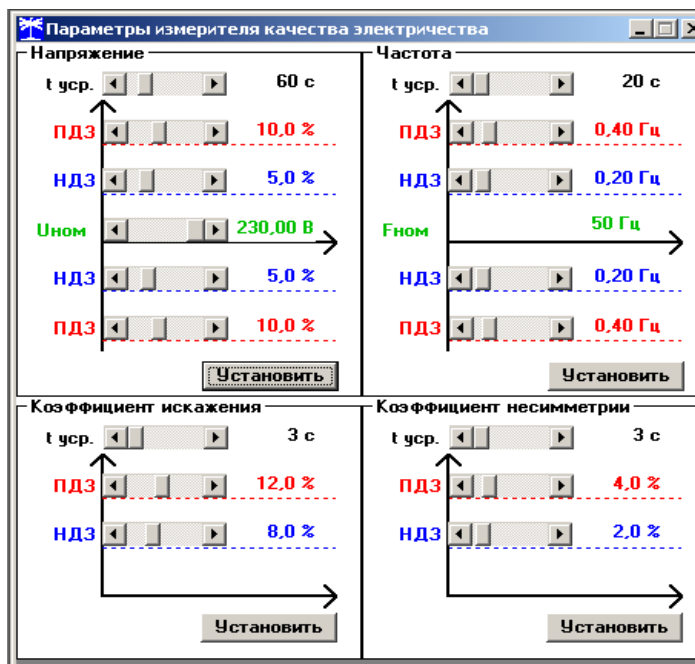 Параметры измерителя качества электричества
Напряжение
t уср. 60 с
ПДЗ 10,0 %
НДЗ 5,0 %
Uном 230,00 В
НДЗ 5,0 %
ПДЗ 10,0 %
Установить
Частота
t уср. 20 с
ПДЗ 0,40 Гц
НДЗ 0,20 Гц
Fном 50 Гц
НДЗ 0,20 Гц
ПДЗ 0,40 Гц
Установить
Коэффициент искажения
t уср. 3 с
ПДЗ 12,0 %
НДЗ 8,0 %
Установить
Коэффициент несимметрии
t уср. 3 с
ПДЗ 4,0 %
НДЗ 2,0 %
Установить